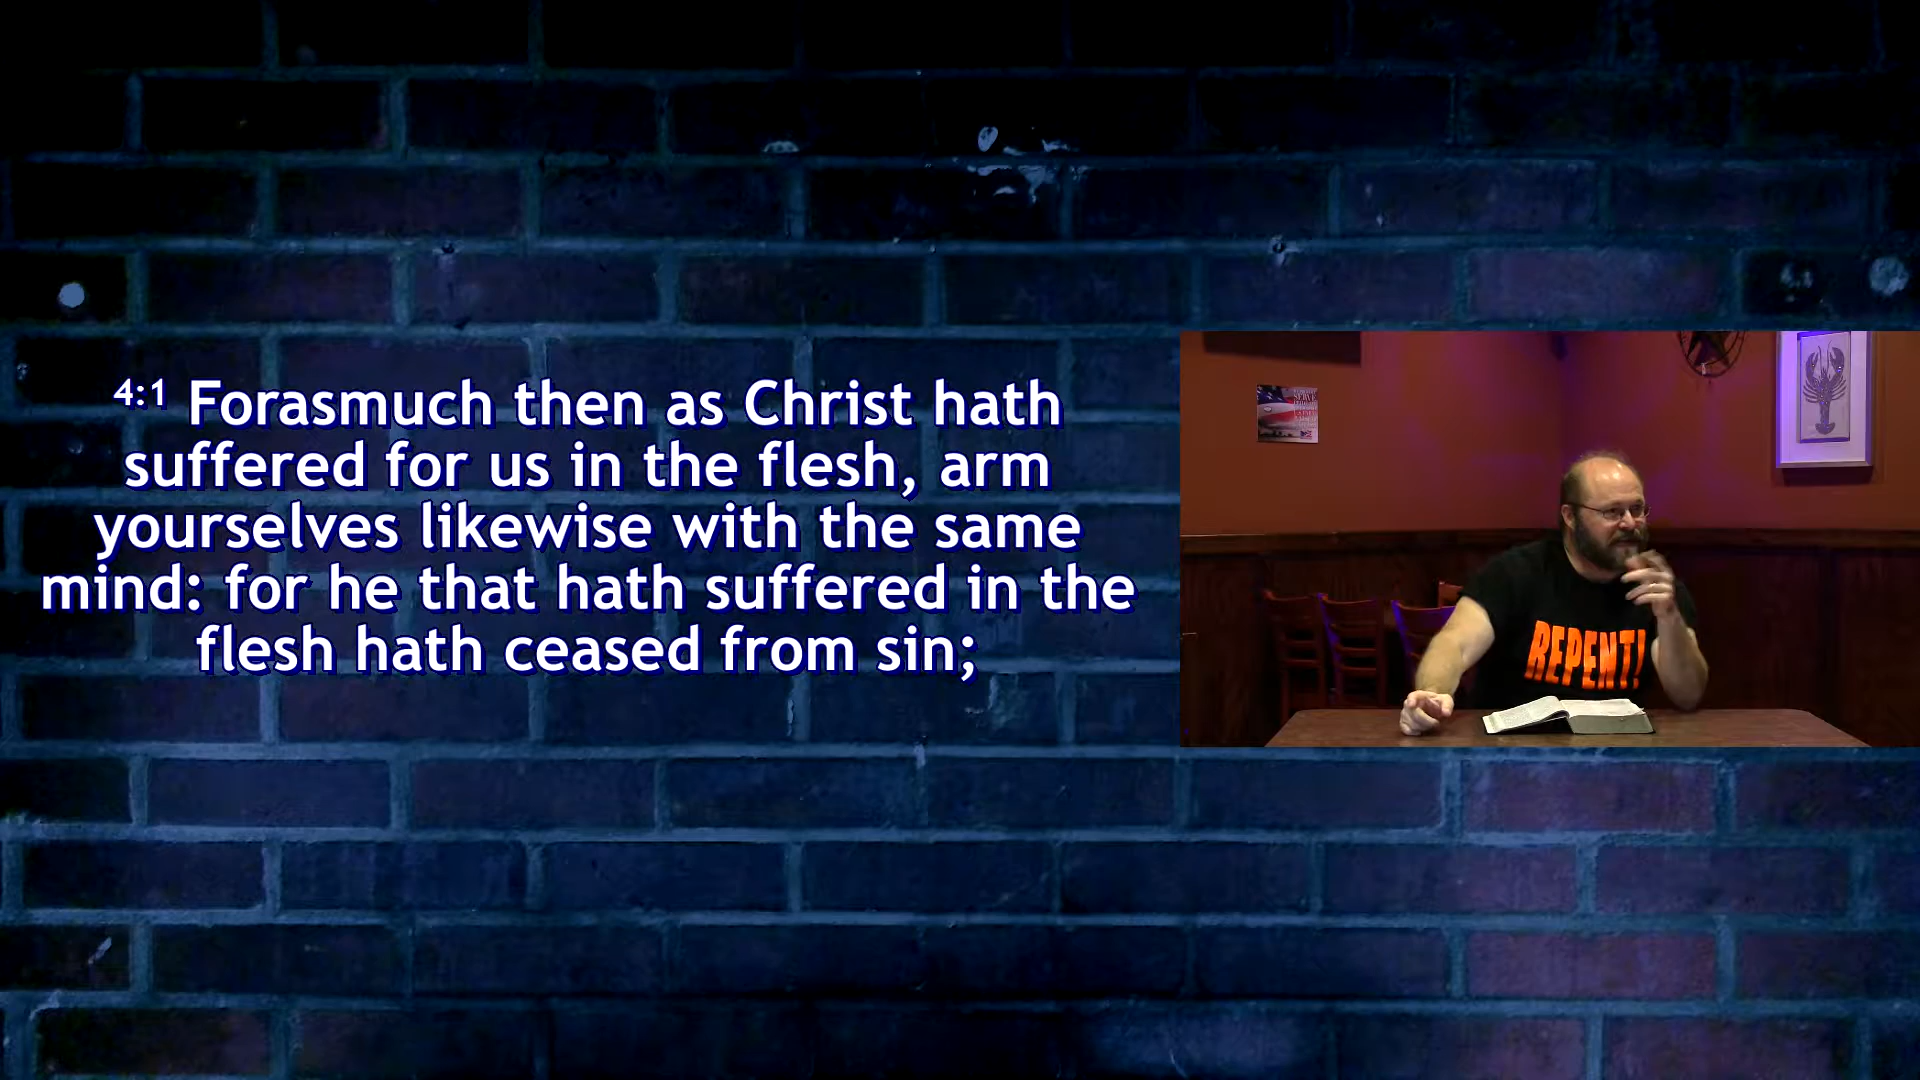 4:1 Forasmuch then as Christ hath
suffered for us in the flesh, arm
yourselves likewise with the same
mind: for he that hath suffered in the
flesh hath ceased from sin;
REPENT!